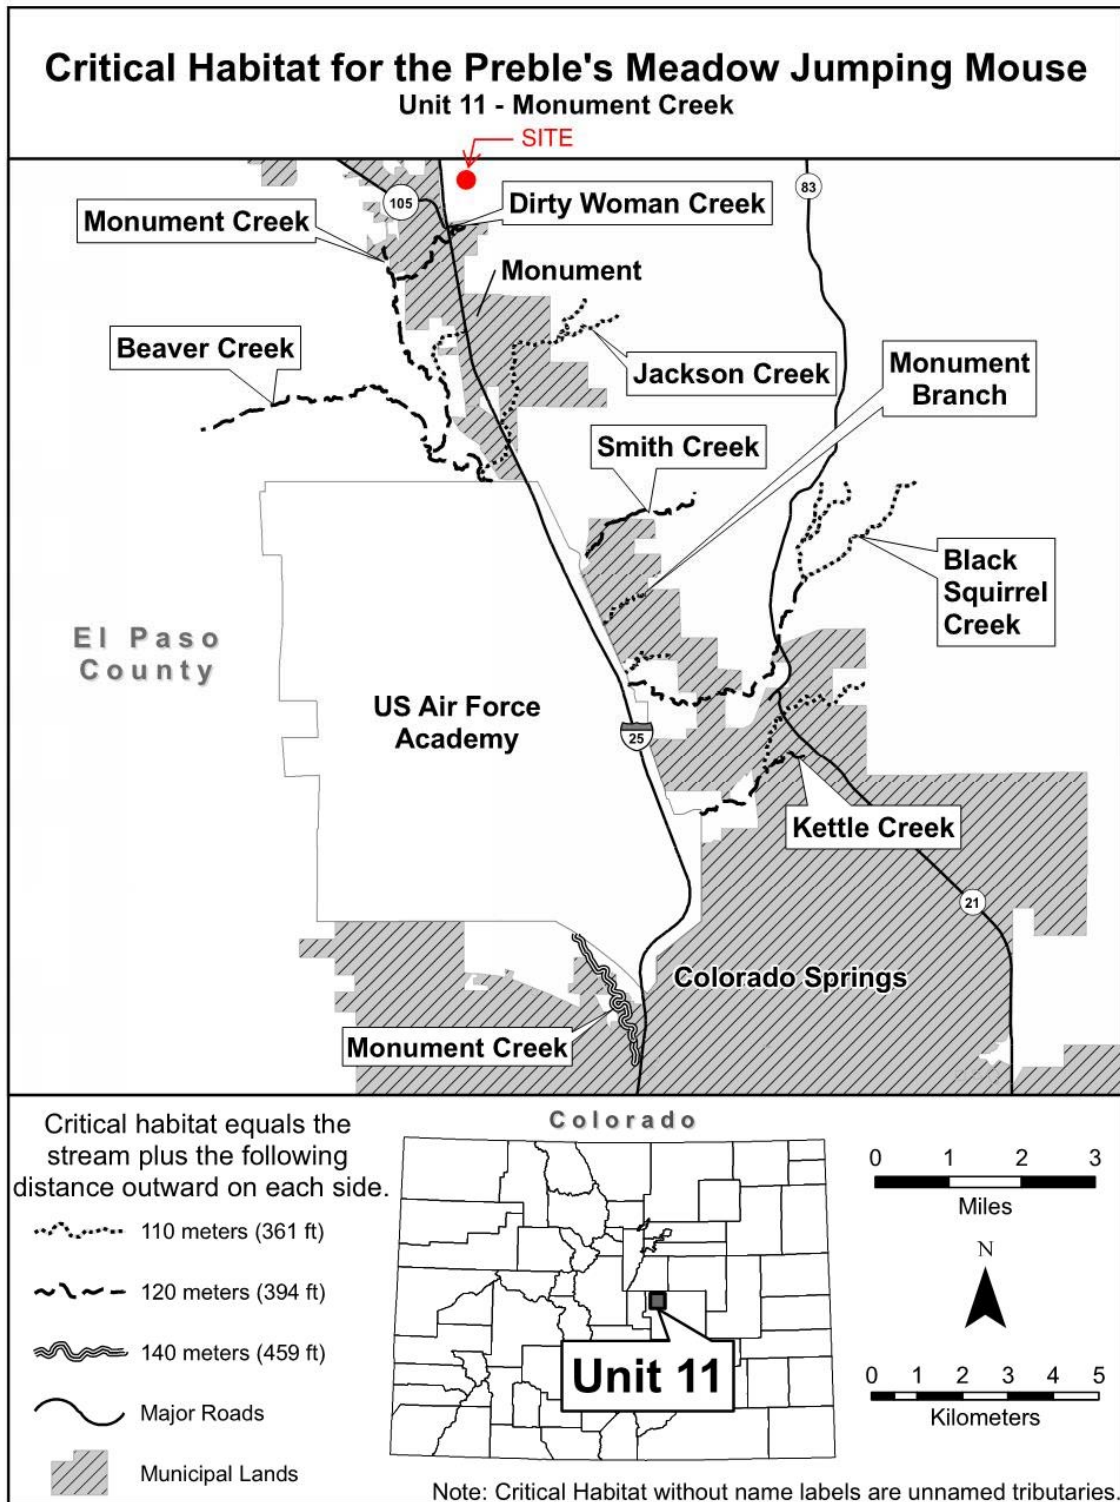 Critical Habitat for the Preble's Meadow Jumping Mouse
Unit 11 - Monument Creek
SITE
83
105
Dirty Woman Creek
Monument Creek
Monument
Beaver Creek
Jackson Creek
Monument
Branch
Smith Creek
Black
Squirrel
Creek
El Paso
County
US Air Force
Academy
25
Kettle Creek
21
Colorado Springs
Monument Creek
Critical habitat equals the
stream plus the following
distance outward on each side.
110 meters (361 ft)
120 meters (394 ft)
140 meters (459 ft)
Major Roads
Municipal Lands
Colorado
Unit 11
0 1 2 3
Miles
N
0 1 2 3 4 5
Kilometers
Note: Critical Habitat without name labels are unnamed tributaries.